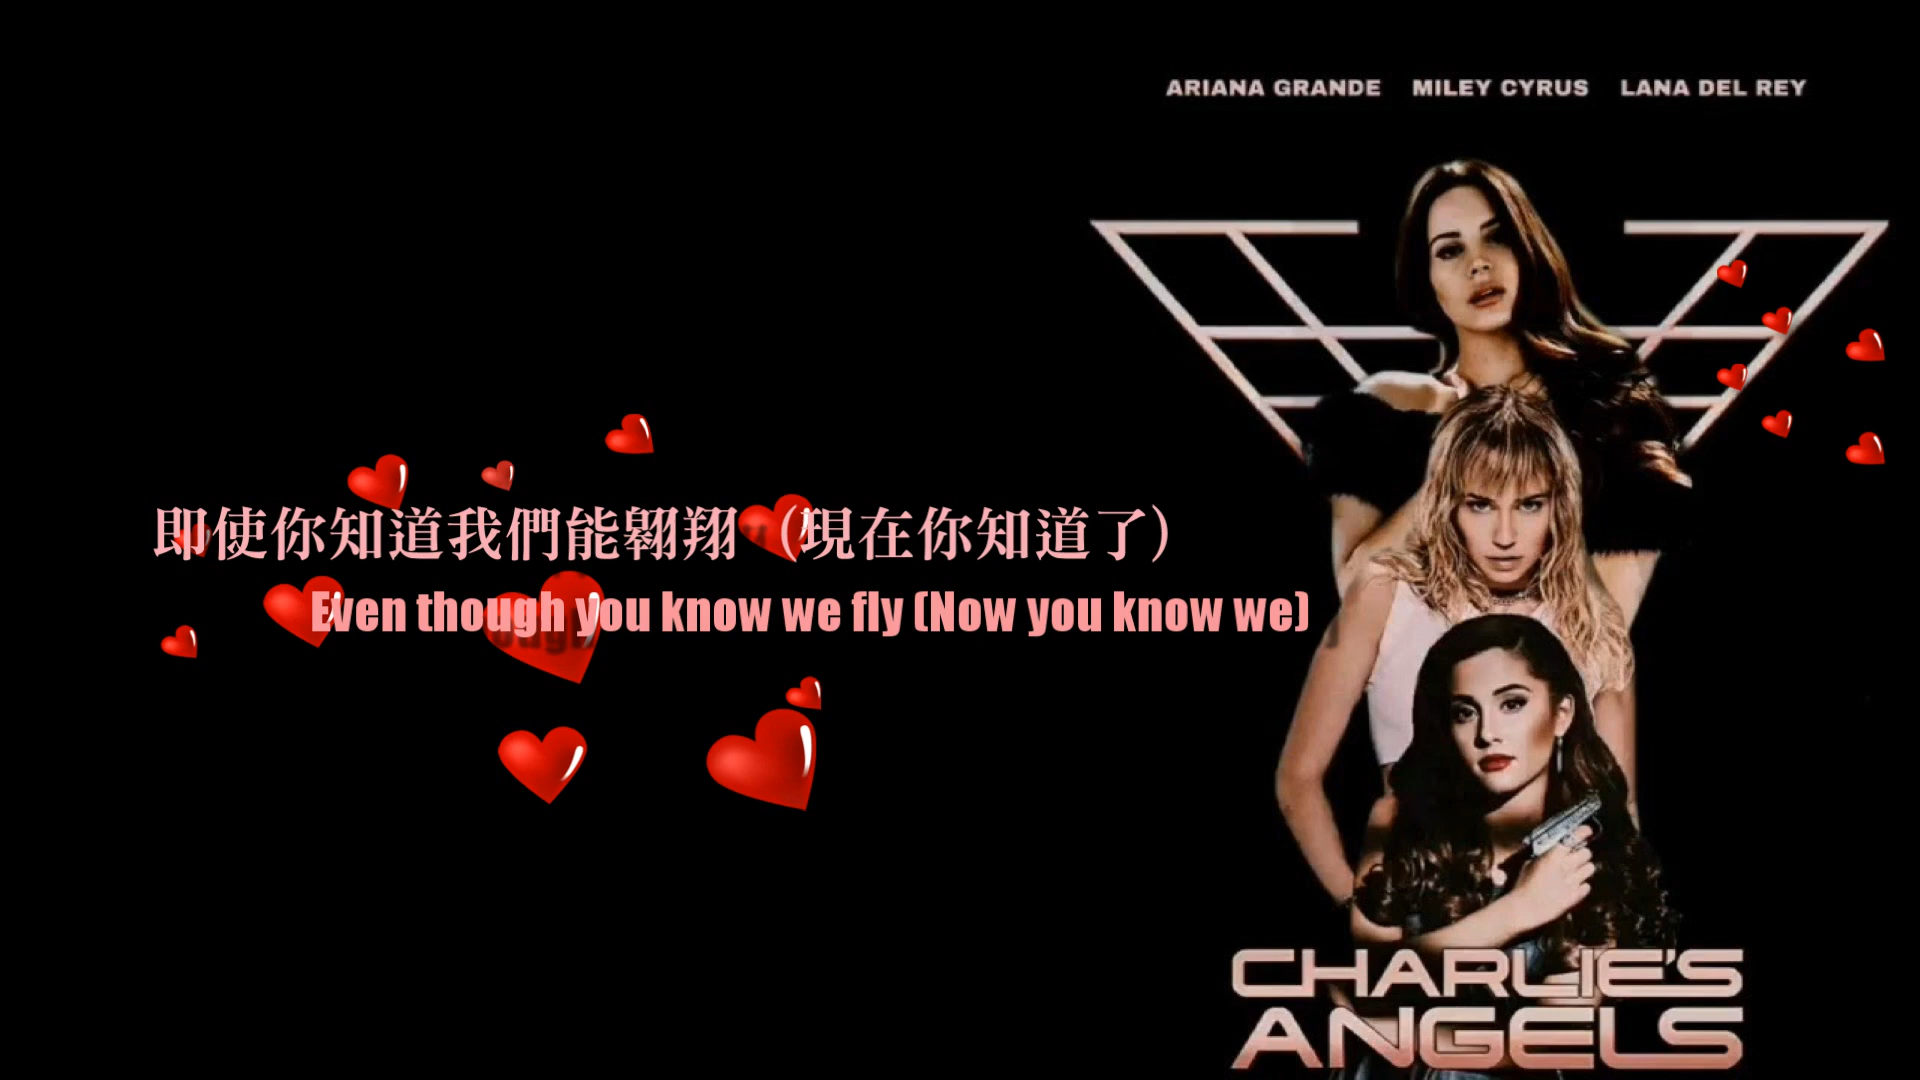 ARIANA GRANDE MILEY CYRUS LANA DEL REY
即使你知道我們能翱翔 (現在你知道了)
Even though you know we fly (Now you know we)
CHARLIE'S
ANGELS